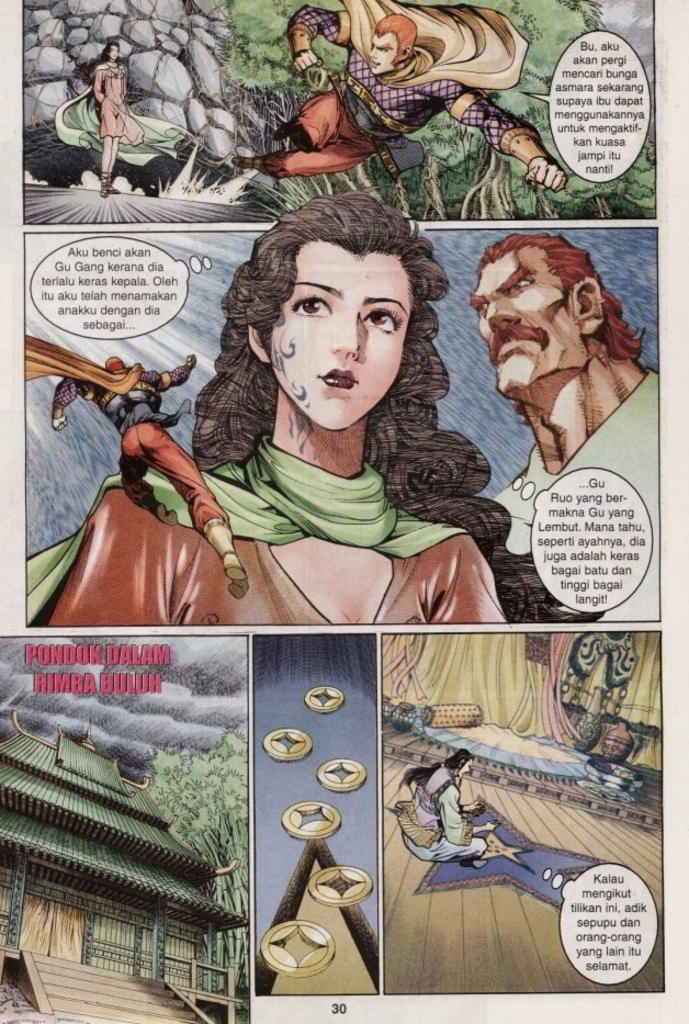 Bu, aku
akan pergi
mencari bunga
asmara sekarang
supaya ibu dapat
menggunakannya
untuk mengaktif-
kan kuasa
jampi itu
nanti!
Aku benci akan
Gu Gang kerana dia
terlalu keras kepala. Oleh
itu aku telah menamakan
anakku dengan dia
sebagai...
...Gu
Ruo yang ber-
makna Gu yang
Lembut. Mana tahu,
seperti ayahnya, dia
juga adalah keras
bagai batu dan
tinggi bagai
langit!
PONDOK DALAM
RIMBA BULUH
Kalau
mengikut
tilikan ini, adik
sepupu dan
orang-orang
yang lain itu
selamat.
30